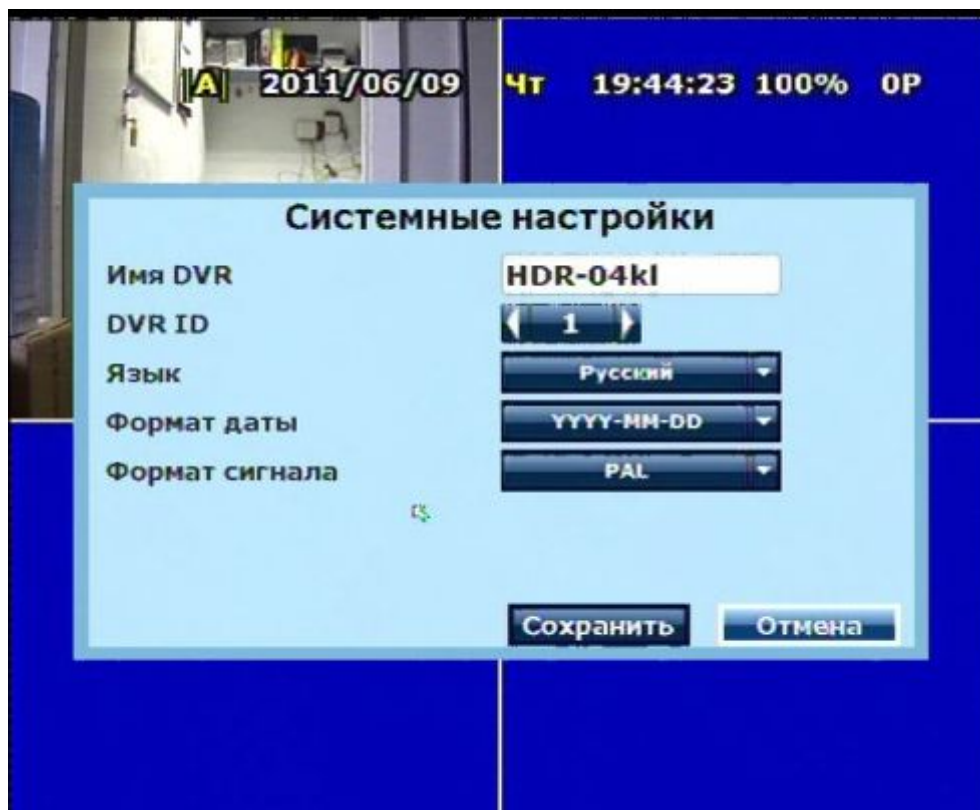 |A| 2011/06/09 Чт 19:44:23 100% 0P
Системные настройки
Имя DVR HDR-04kl
DVR ID 1
Язык Русский
Формат даты YYYY-MM-DD
Формат сигнала PAL
Сохранить Отмена